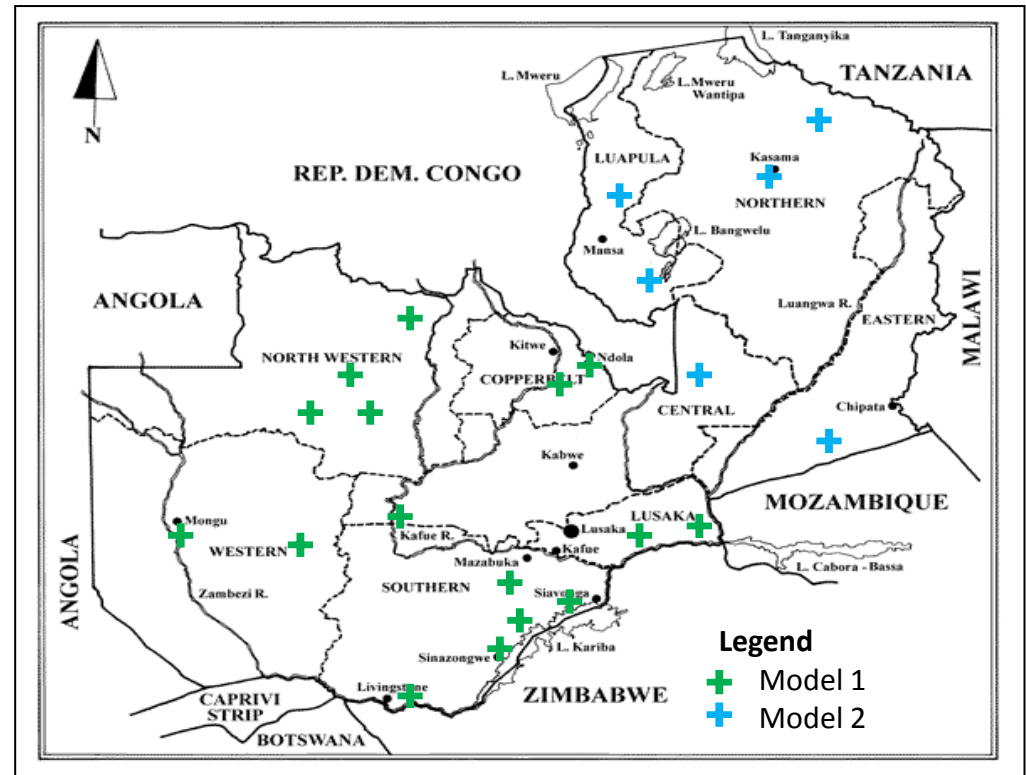 L. Tanganyika
TANZANIA
L. Mweru
L.Mweru
Wantipa
N
LUAPULA
Kasama
REP. DEM. CONGO
NORTHERN
L. Bangwelu
Mansa
MALAWI
ANGOLA
Luangwa R.
EASTERN
Kitwe
Ndola
NORTH WESTERN
COPPERBELT
CENTRAL
Chipata
Kabwe
MOZAMBIQUE
Mongu
LUSAKA
Lusaka
Kafue R.
WESTERN
Kafue
Mazabuka
L. Cabora -Bassa
ANGOLA
SOUTHERN
Zambezi R.
Siavonga
L. Kariba
Sinazongwe
Legend
Model 1
Model 2
Livingstone
CAPRIVI
STRIP
ZIMBABWE
BOTSWANA